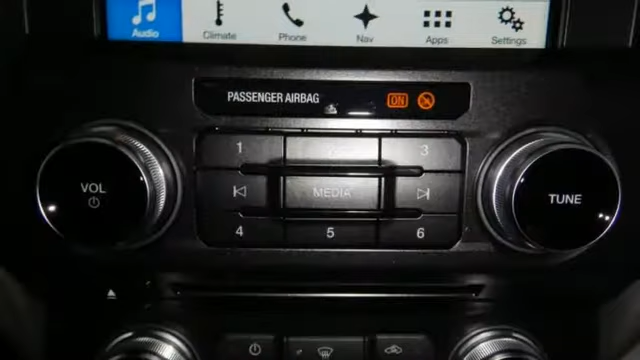 Audio Climate Phone Nav Apps Settings
PASSENGER AIRBAG ON
1 3
VOL MEDIA TUNE
4 5 6